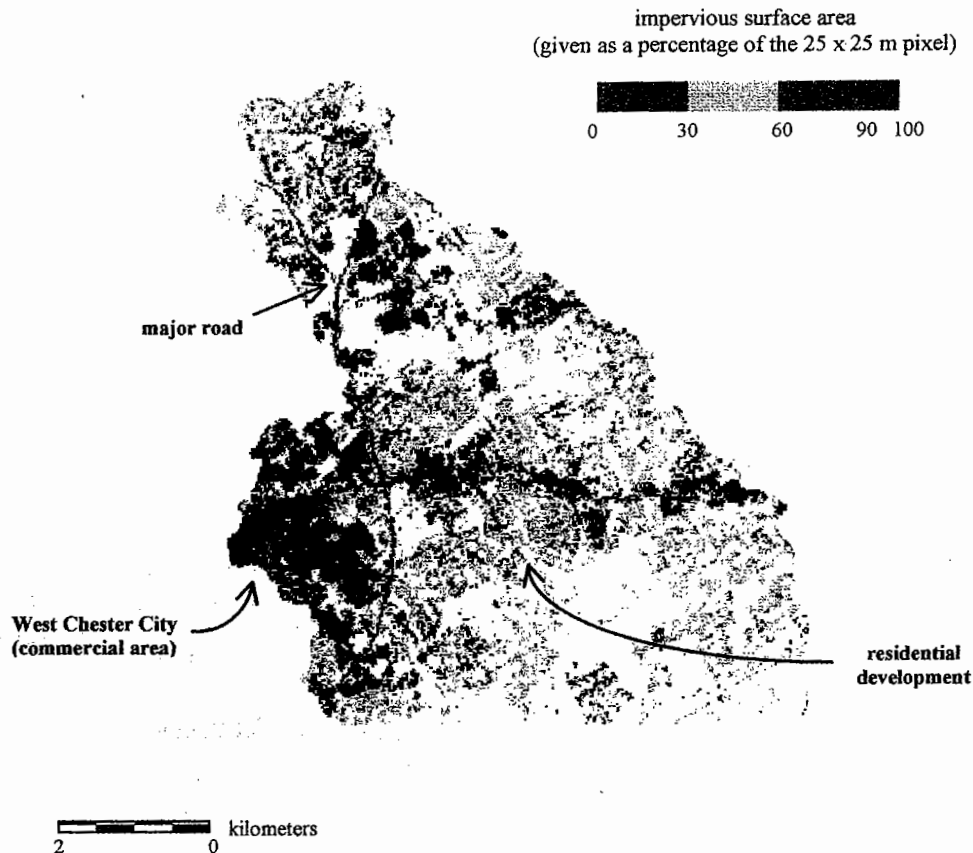 impervious surface area
(given as a percentage of the 25 x 25 m pixel)
0 30 60 90 100
major road
West Chester City
(commercial area)
residential
development
kilometers
2 0